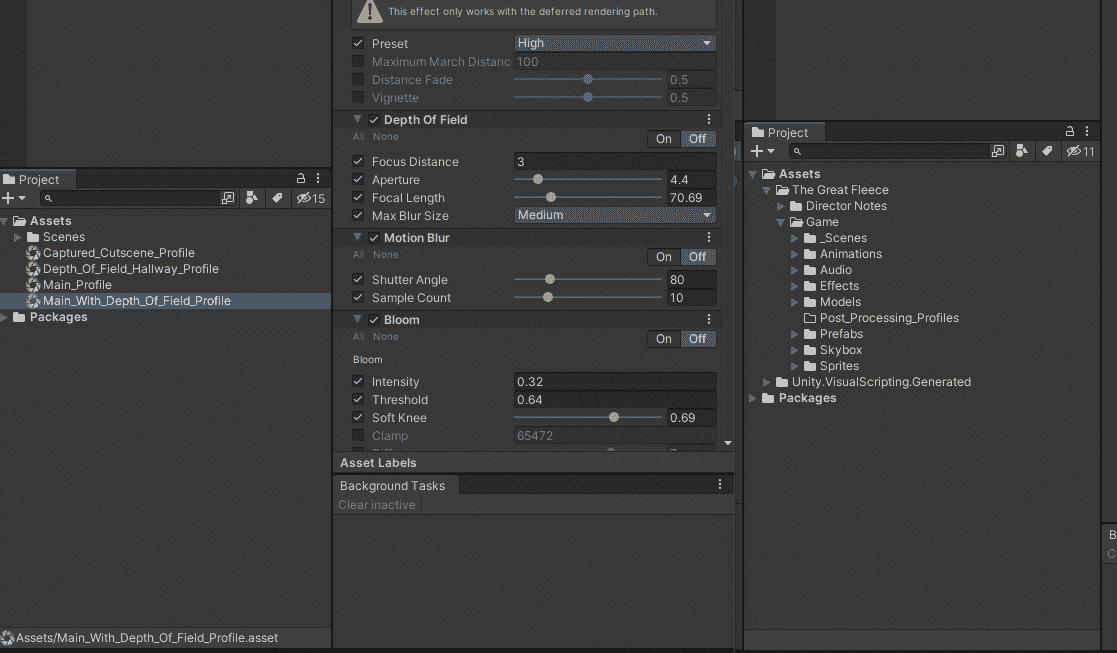 This effect only works with the deferred rendering path.
Preset High
Maximum March Distanc 100
Distance Fade 0.5
Vignette 0.5
Depth Of Field
All None On Off
Focus Distance 3
Aperture 4.4
Focal Length 70.69
Max Blur Size Medium
Motion Blur
All None On Off
Shutter Angle 80
Sample Count 10
Bloom
All None On Off
Bloom
Intensity 0.32
Threshold 0.64
Soft Knee 0.69
Clamp 65472
Asset Labels
Background Tasks
Clear inactive
Project
15
Assets
Scenes
Captured_Cutscene_Profile
Depth_Of_Field_Hallway_Profile
Main_Profile
Main_With_Depth_Of_Field_Profile
Packages
Assets/Main_With_Depth_Of_Field_Profile.asset
Project
11
Assets
The Great Fleece
Director Notes
Game
_Scenes
Animations
Audio
Effects
Models
Post_Processing_Profiles
Prefabs
Skybox
Sprites
Unity.VisualScripting.Generated
Packages
B
C